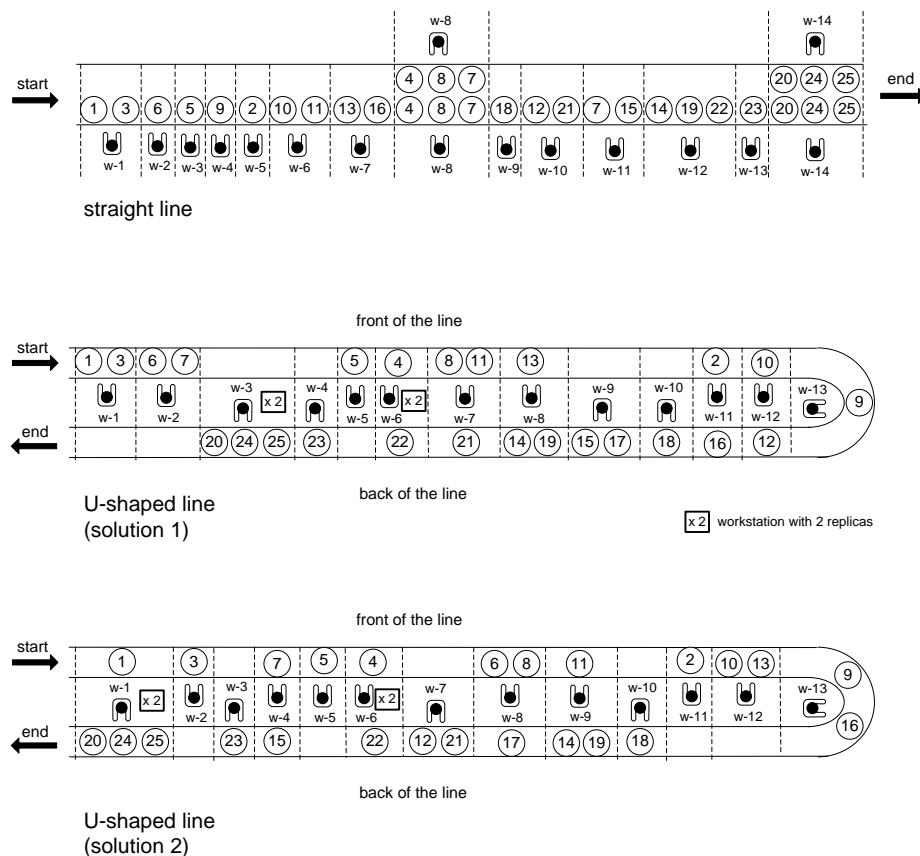 w-8 w-14
start 4 8 7 20 24 25 end
1 3 6 5 9 2 10 11 13 16 4 8 7 18 12 21 7 15 14 19 22 23 20 24 25
w-1 w-2 w-3 w-4 w-5 w-6 w-7 w-8 w-9 w-10 w-11 w-12 w-13 w-14
straight line
front of the line
start 1 3 6 7 5 4 8 11 13 2 10
w-3 x 2 w-4 x 2 w-9 w-10 w-13 9
w-1 w-2 w-5 w-6 w-7 w-8 w-11 w-12
end 20 24 25 23 22 21 14 19 15 17 18 16 12
back of the line
U-shaped line
(solution 1)
x 2 workstation with 2 replicas
front of the line
start 1 3 7 5 4 6 8 11 2 10 13 9
w-1 x 2 w-3 x 2 w-7 w-10 w-13
w-2 w-4 w-5 w-6 w-8 w-9 w-11 w-12
end 20 24 25 23 15 22 12 21 17 14 19 18 16
back of the line
U-shaped line
(solution 2)